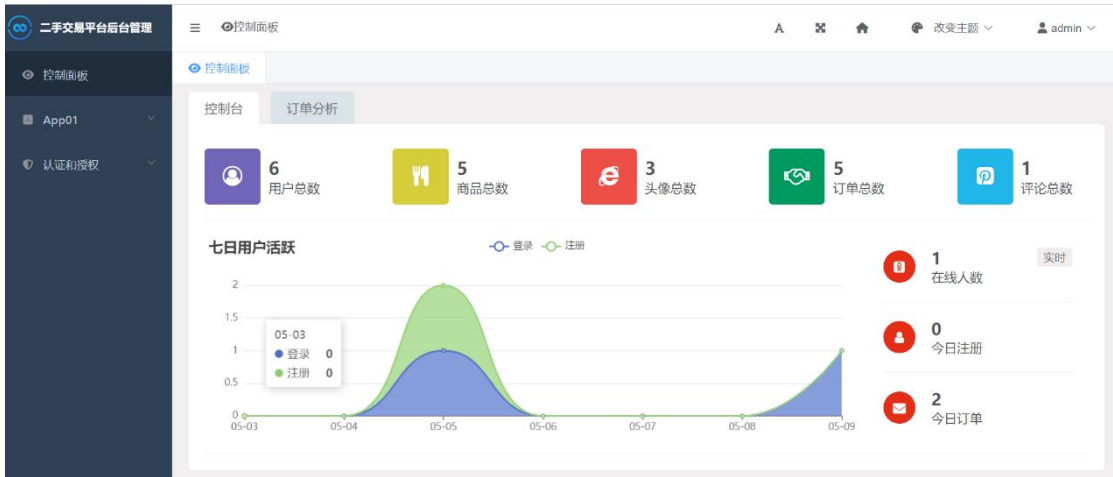 二手交易平台后台管理
控制面板
A
改变主题
admin
控制面板
App01
认证和授权
控制面板
控制台
订单分析
6
用户总数
5
商品总数
3
头像总数
5
订单总数
1
评论总数
七日用户活跃
登录
注册
2
1.5
1
0.5
0
05-03
登录 0
注册 0
05-03
05-04
05-05
05-06
05-07
05-08
05-09
1
在线人数
实时
0
今日注册
2
今日订单